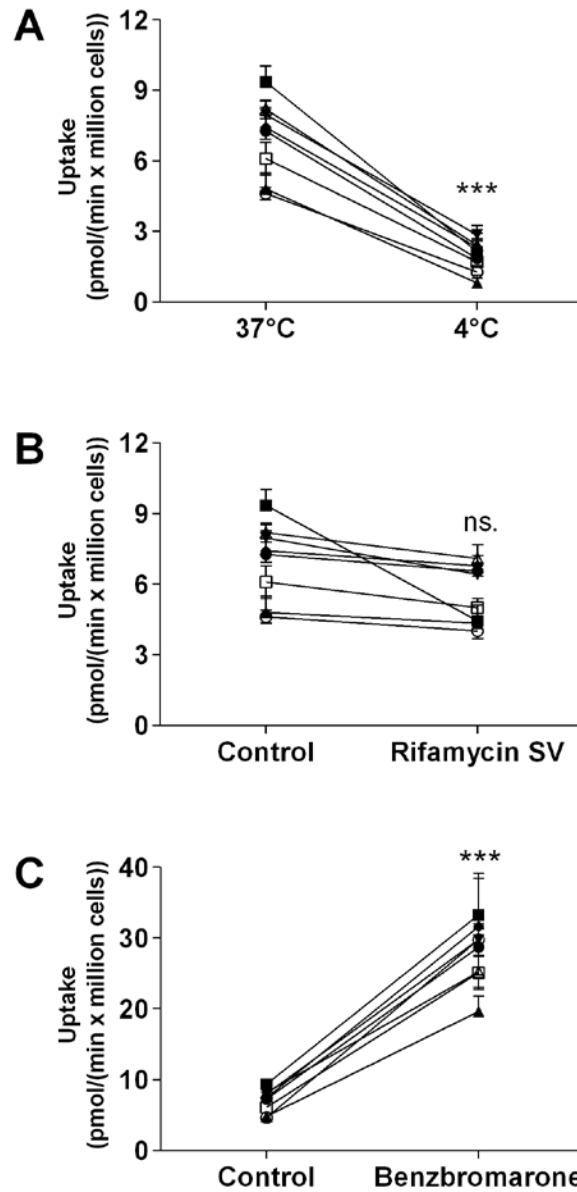 A
Uptake
(pmol/(min x million cells))
12
9
6
3
0
***
37°C
4°C
B
Uptake
(pmol/(min x million cells))
12
9
6
3
0
ns.
Control
Rifamycin SV
C
Uptake
(pmol/(min x million cells))
40
30
20
10
0
***
Control
Benzbromarone